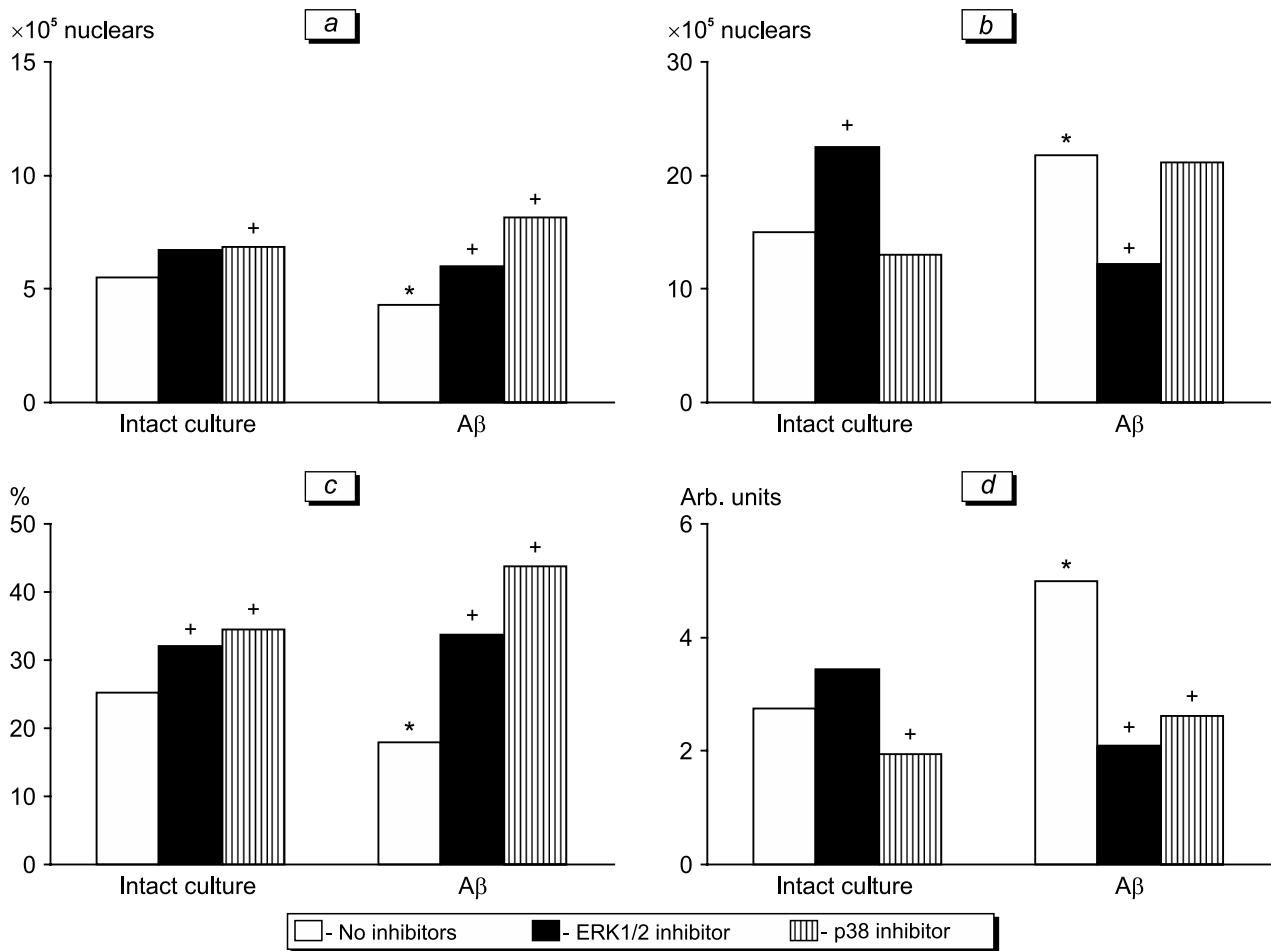 a
×10⁵ nuclears
15
10
5
0
+
*
+
+
Intact culture
Aβ
b
×10⁵ nuclears
30
20
10
0
+
*
+
Intact culture
Aβ
c
%
50
40
30
20
10
0
+
+
*
+
+
Intact culture
Aβ
d
Arb. units
6
4
2
0
+
*
+
+
Intact culture
Aβ
- No inhibitors - ERK1/2 inhibitor - p38 inhibitor